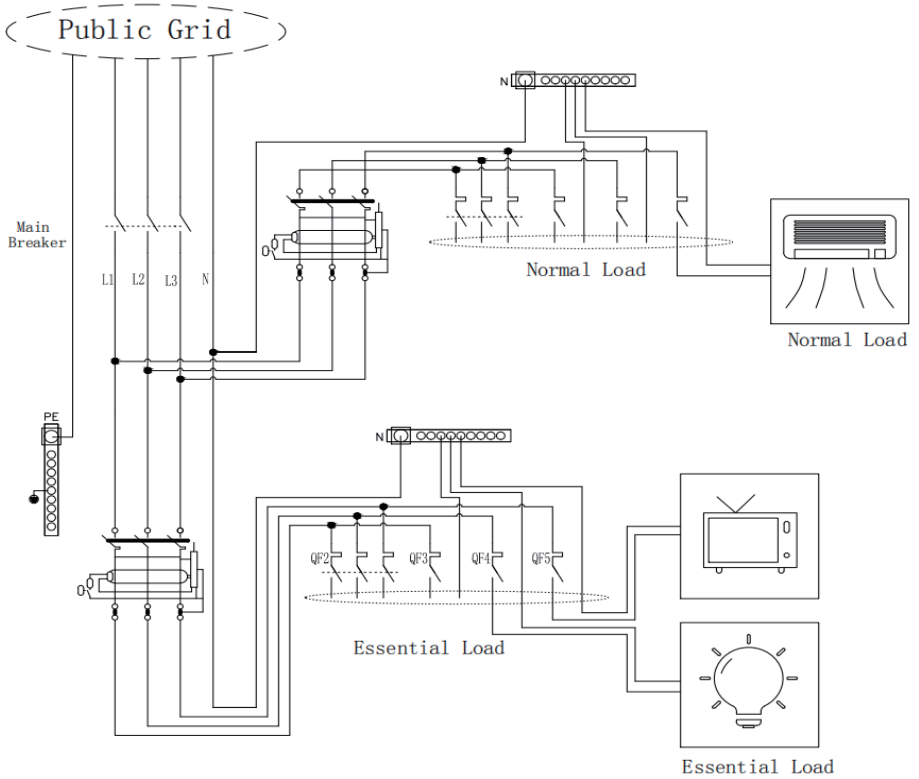 Public Grid
N
Main
Breaker
L1
L2
L3
N
Normal Load
Normal Load
PE
N
QF2
QF3
QF4
QF5
Essential Load
Essential Load